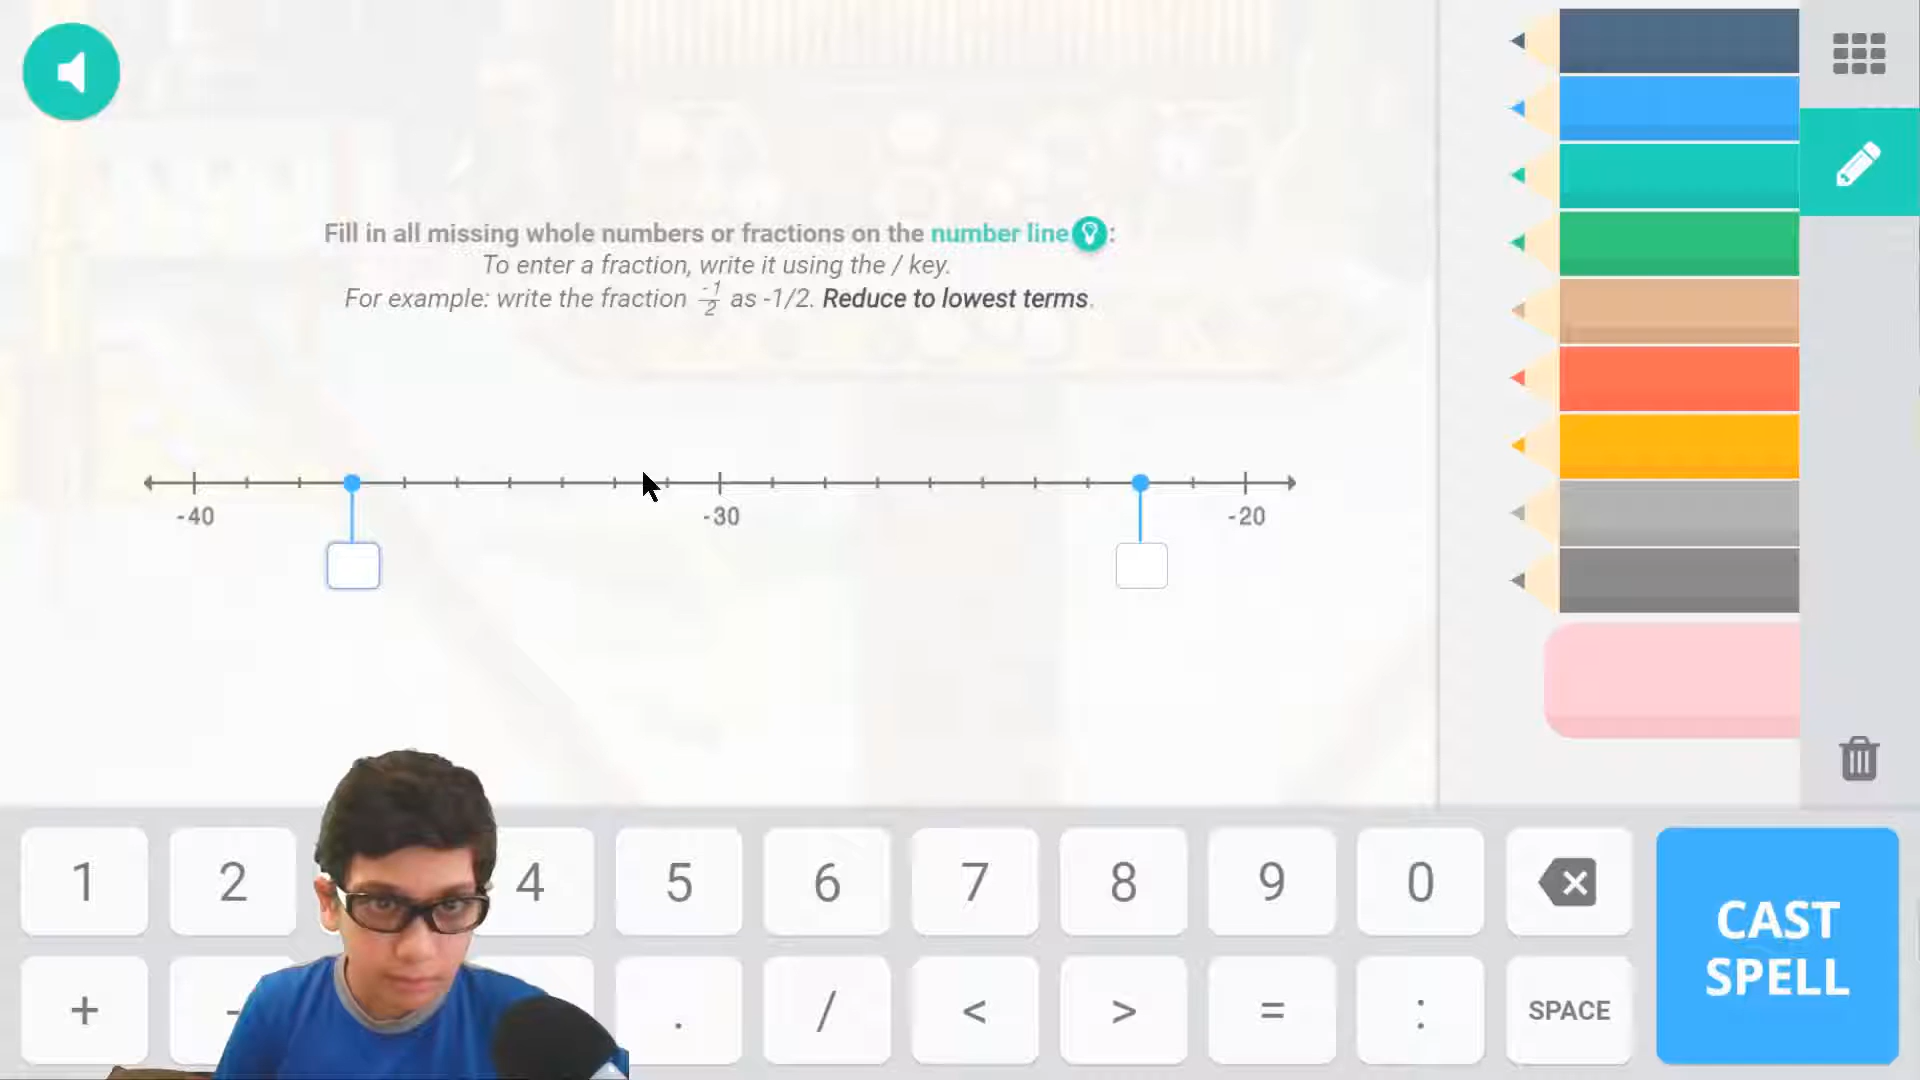 Fill in all missing whole numbers or fractions on the number line:
To enter a fraction, write it using the / key.
For example: write the fraction -1/2 as -1/2. Reduce to lowest terms.
-40 -30 -20
1 2 4 5 6 7 8 9 0
+ - . / < > = : SPACE
CAST
SPELL